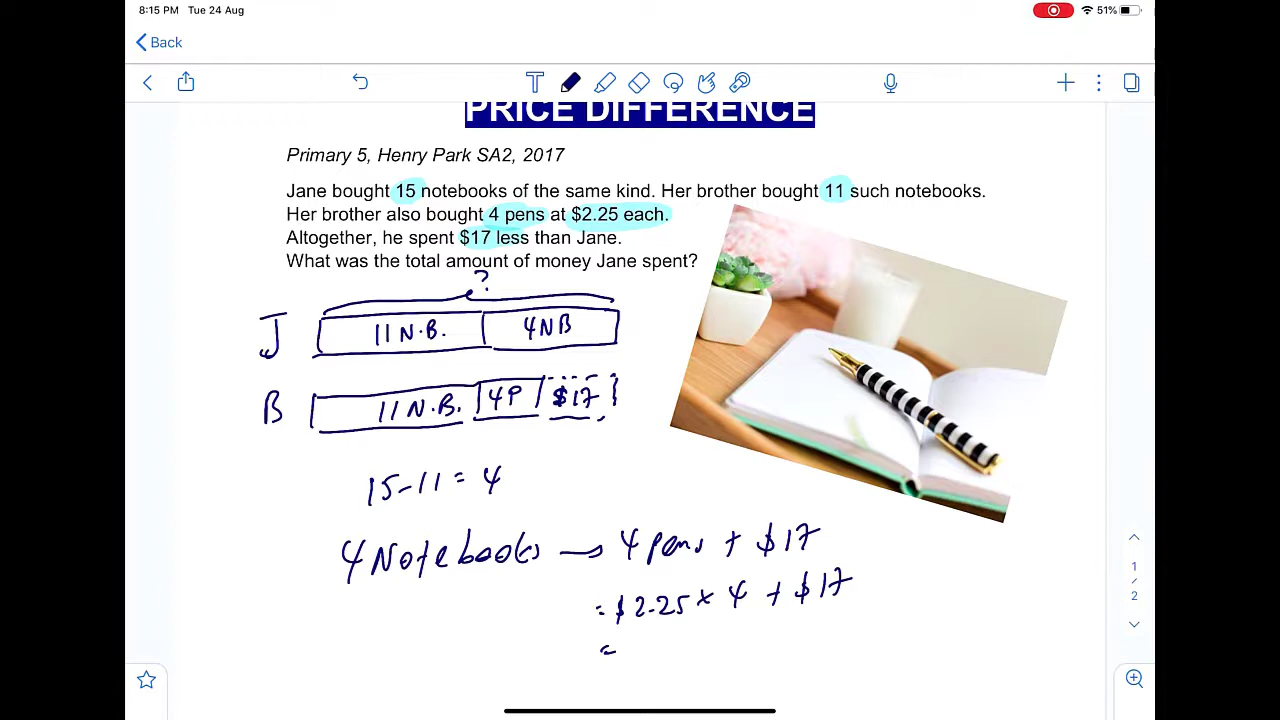 8:15 PM Tue 24 Aug
51%
Back
PRICE DIFFERENCE
Primary 5, Henry Park SA2, 2017
Jane bought 15 notebooks of the same kind. Her brother bought 11 such notebooks.
Her brother also bought 4 pens at $2.25 each.
Altogether, he spent $17 less than Jane.
What was the total amount of money Jane spent?
?
J 11 N.B. 4NB
B 11 N.B. 4P $17
15-11 = 4
4 Notebooks → 4 pens + $17
= $2.25 × 4 + $17
=
1
/
2